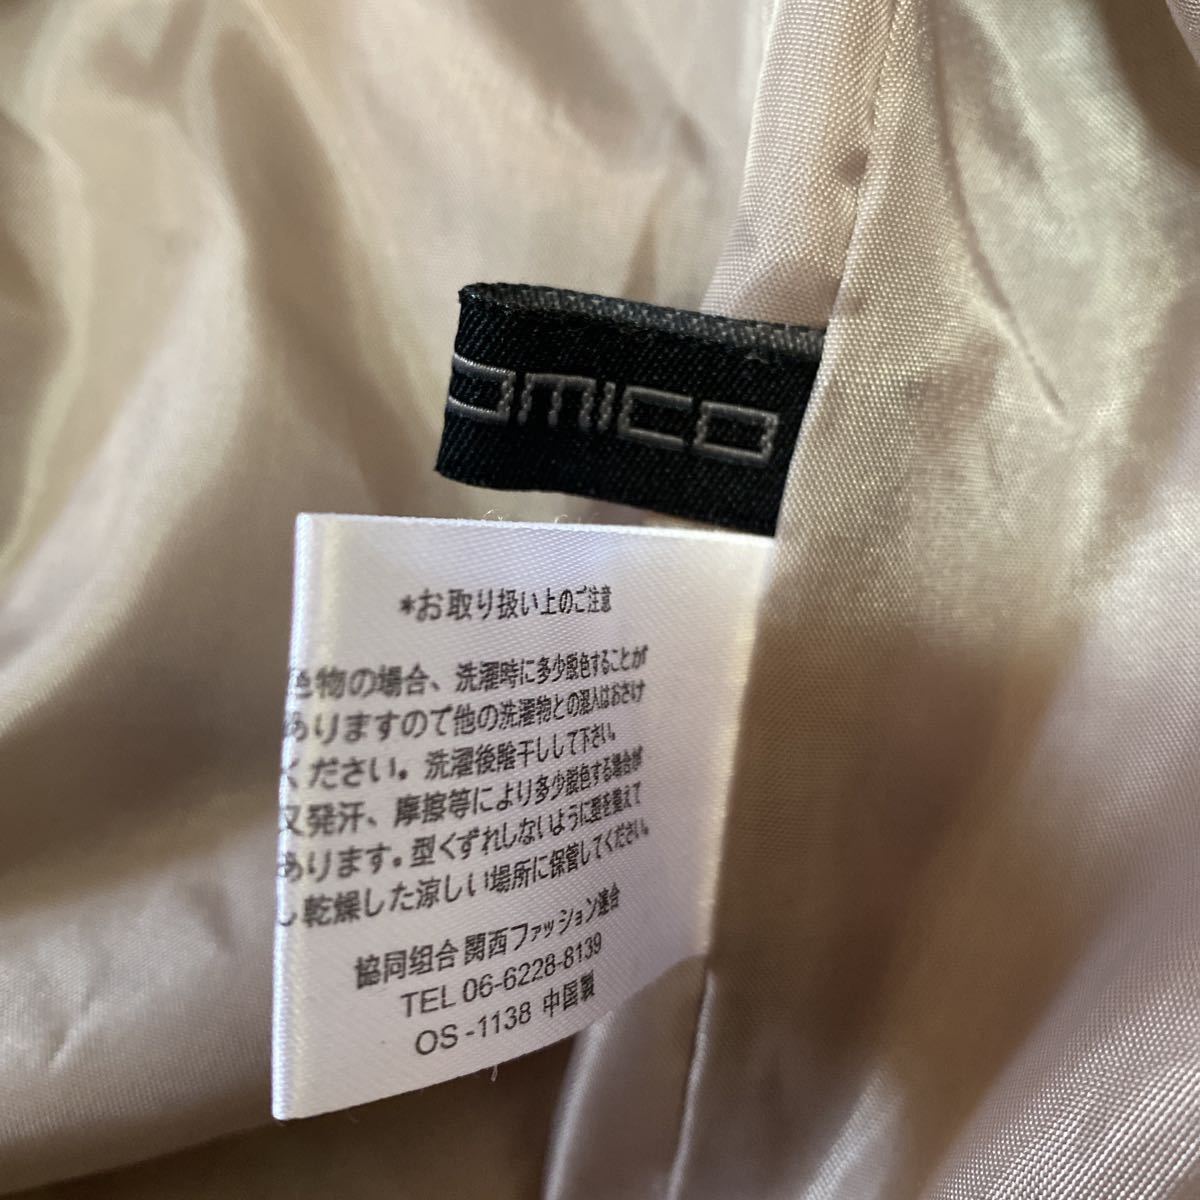 OMICO
*お取り扱い上のご注意
色物の場合、洗濯時に多少脱色することが
ありますので他の洗濯物との混入はおさけ
ください。洗濯後陰干しして下さい。
又発汗、摩擦等により多少脱色する場合が
あります。型くずれしないように型を整えて
し乾燥した涼しい場所に保管してください。
協同组合 関西ファッション連合
TEL 06-6228-8139
OS-1138 中国製